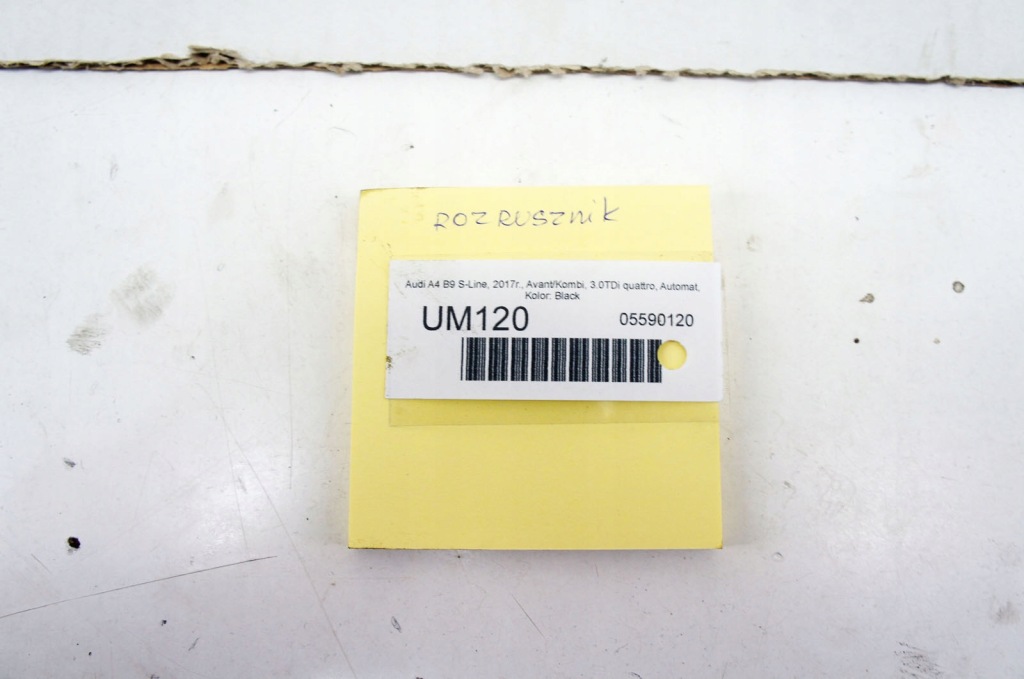 ROZRUSZNIK
Audi A4 B9 S-Line, 2017r., Avant/Kombi, 3.0TDi quattro, Automat,
Kolor: Black
UM120 05590120